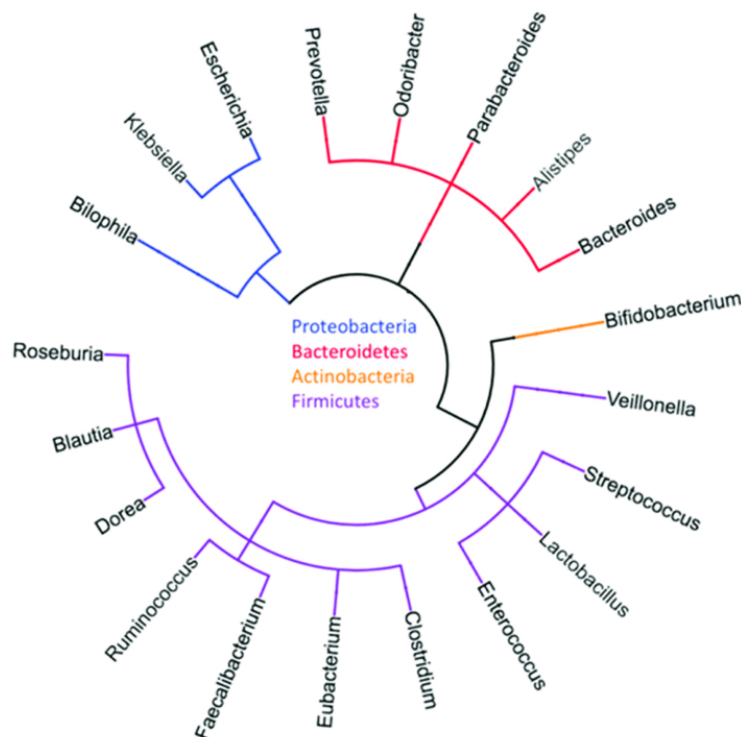 Prevotella
Odoribacter
Parabacteroides
Alistipes
Bacteroides
Bifidobacterium
Veillonella
Streptococcus
Lactobacillus
Enterococcus
Clostridium
Eubacterium
Faecalibacterium
Ruminococcus
Dorea
Blautia
Roseburia
Bilophila
Klebsiella
Escherichia
Proteobacteria
Bacteroidetes
Actinobacteria
Firmicutes